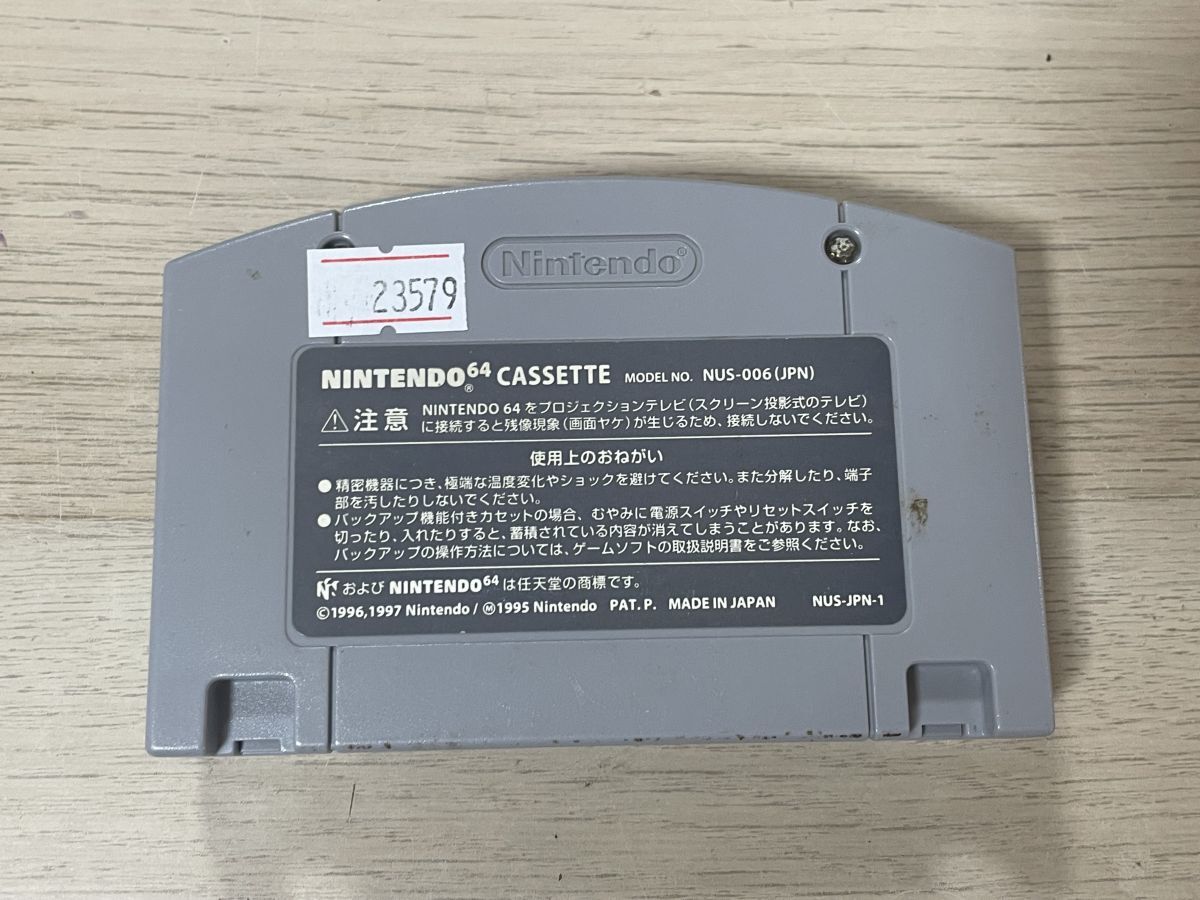 Nintendo®
23579
NINTENDO64® CASSETTE MODEL NO. NUS-006(JPN)
⚠注意 NINTENDO 64をプロジェクションテレビ(スクリーン投影式のテレビ)
に接続すると残像現象(画面ヤケ)が生じるため、接続しないでください。
使用上のおねがい
●精密機器につき、極端な温度変化やショックを避けてください。また分解したり、端子
部を汚したりしないでください。
●バックアップ機能付きカセットの場合、むやみに電源スイッチやリセットスイッチを
切ったり、入れたりすると、蓄積されている内容が消えてしまうことがあります。なお、
バックアップの操作方法については、ゲームソフトの取扱説明書をご参照ください。
および NINTENDO64 は任天堂の商標です。
©1996,1997 Nintendo / Ⓜ1995 Nintendo PAT. P. MADE IN JAPAN NUS-JPN-1